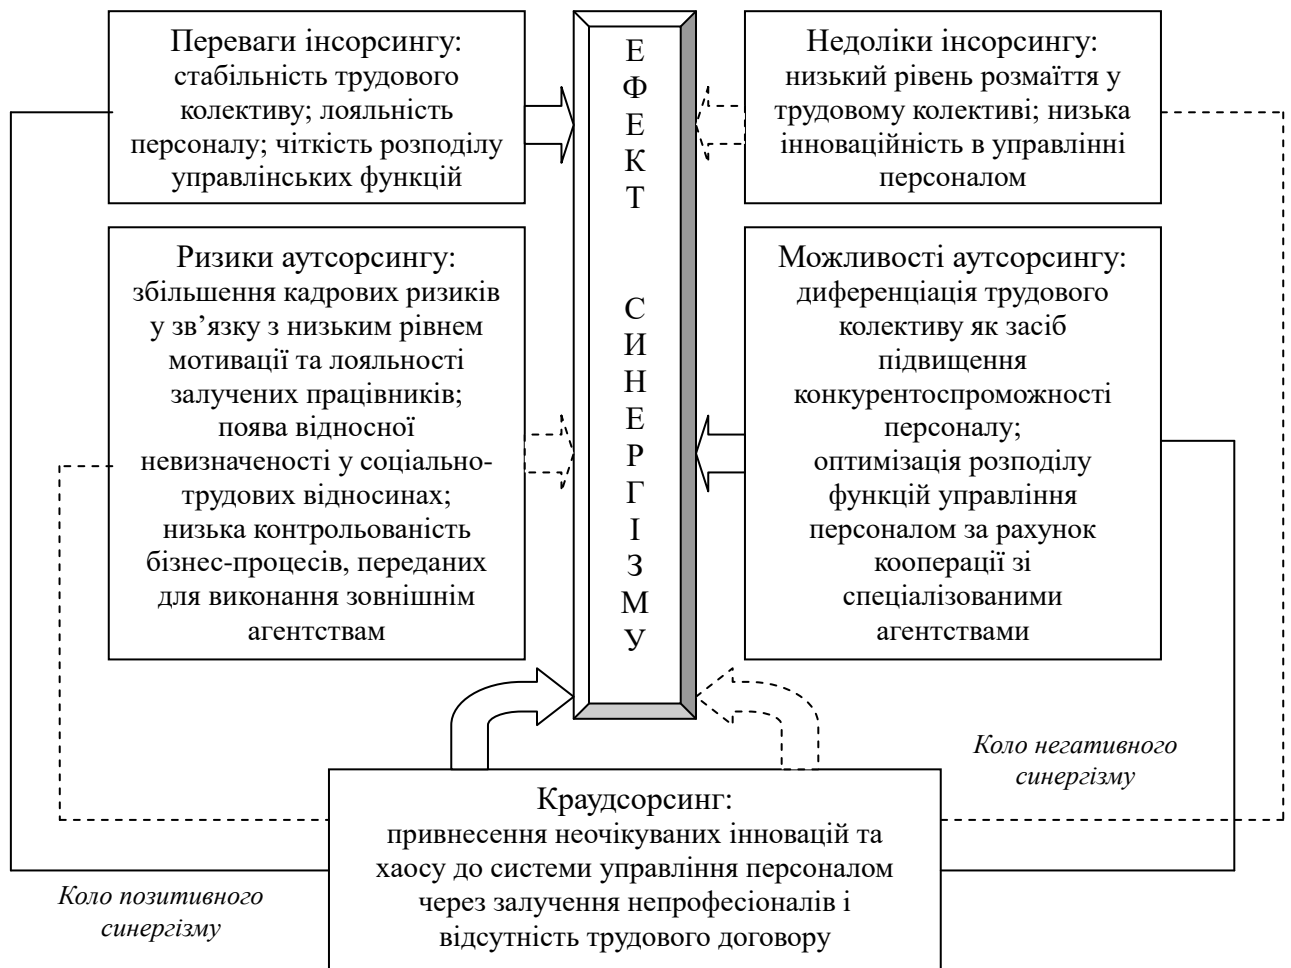 Переваги інсорсингу:
стабільність трудового
колективу; лояльність
персоналу; чіткість розподілу
управлінських функцій
Е
Ф
Е
К
Т
С
И
Н
Е
Р
Г
І
З
М
У
Недоліки інсорсингу:
низький рівень розмаїття у
трудовому колективі; низька
інноваційність в управлінні
персоналом
Ризики аутсорсингу:
збільшення кадрових ризиків
у зв’язку з низьким рівнем
мотивації та лояльності
залучених працівників;
поява відносної
невизначеності у соціально-
трудових відносинах;
низька контрольованість
бізнес-процесів, переданих
для виконання зовнішнім
агентствам
Можливості аутсорсингу:
диференціація трудового
колективу як засіб
підвищення
конкурентоспроможності
персоналу;
оптимізація розподілу
функцій управління
персоналом за рахунок
кооперації зі
спеціалізованими
агентствами
Коло негативного
синергізму
Краудсорсинг:
привнесення неочікуваних інновацій та
хаосу до системи управління персоналом
через залучення непрофесіоналів і
відсутність трудового договору
Коло позитивного
синергізму